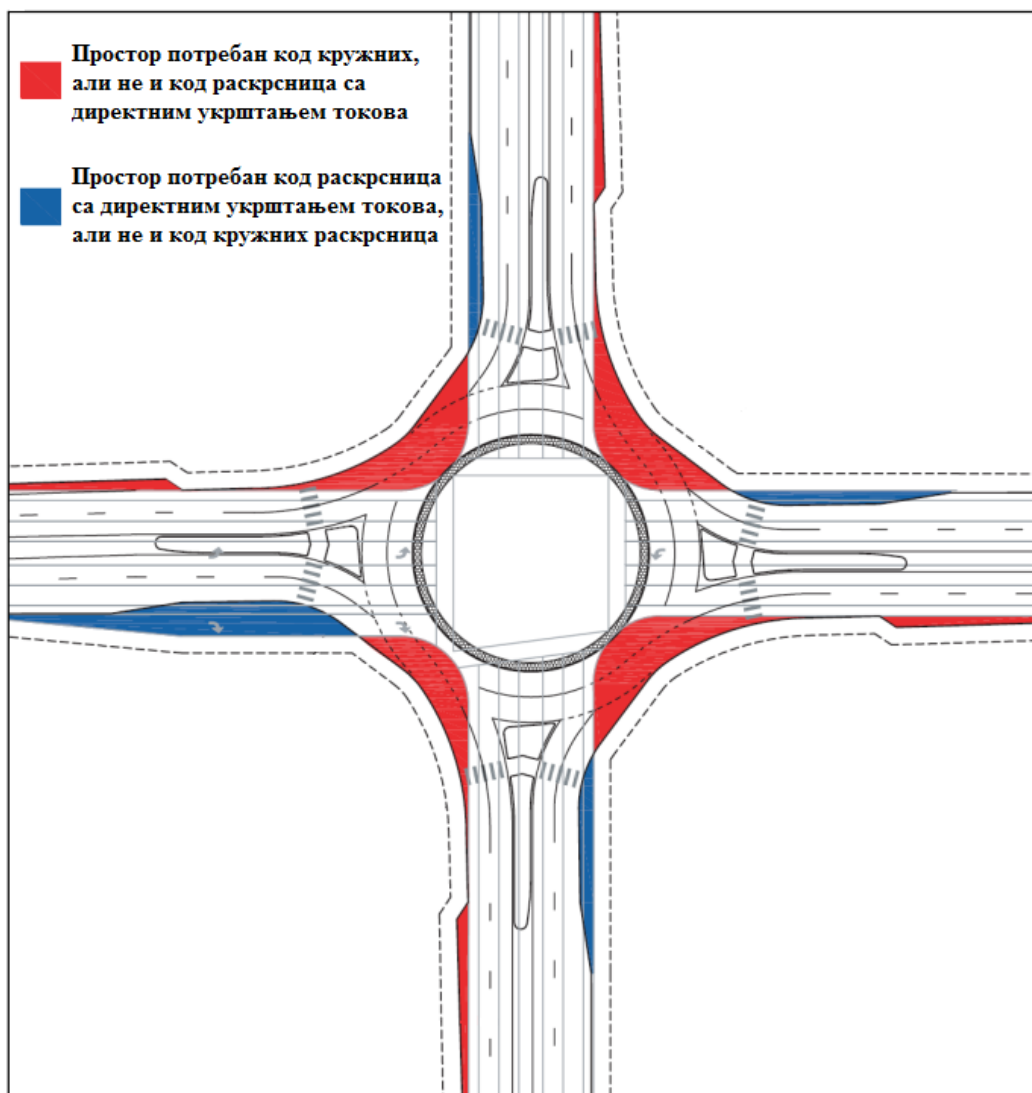 Простор потребан код кружних,
али не и код раскрсница са
директним укрштањем токова
Простор потребан код раскрсница
са директним укрштањем токова,
али не и код кружних раскрсница